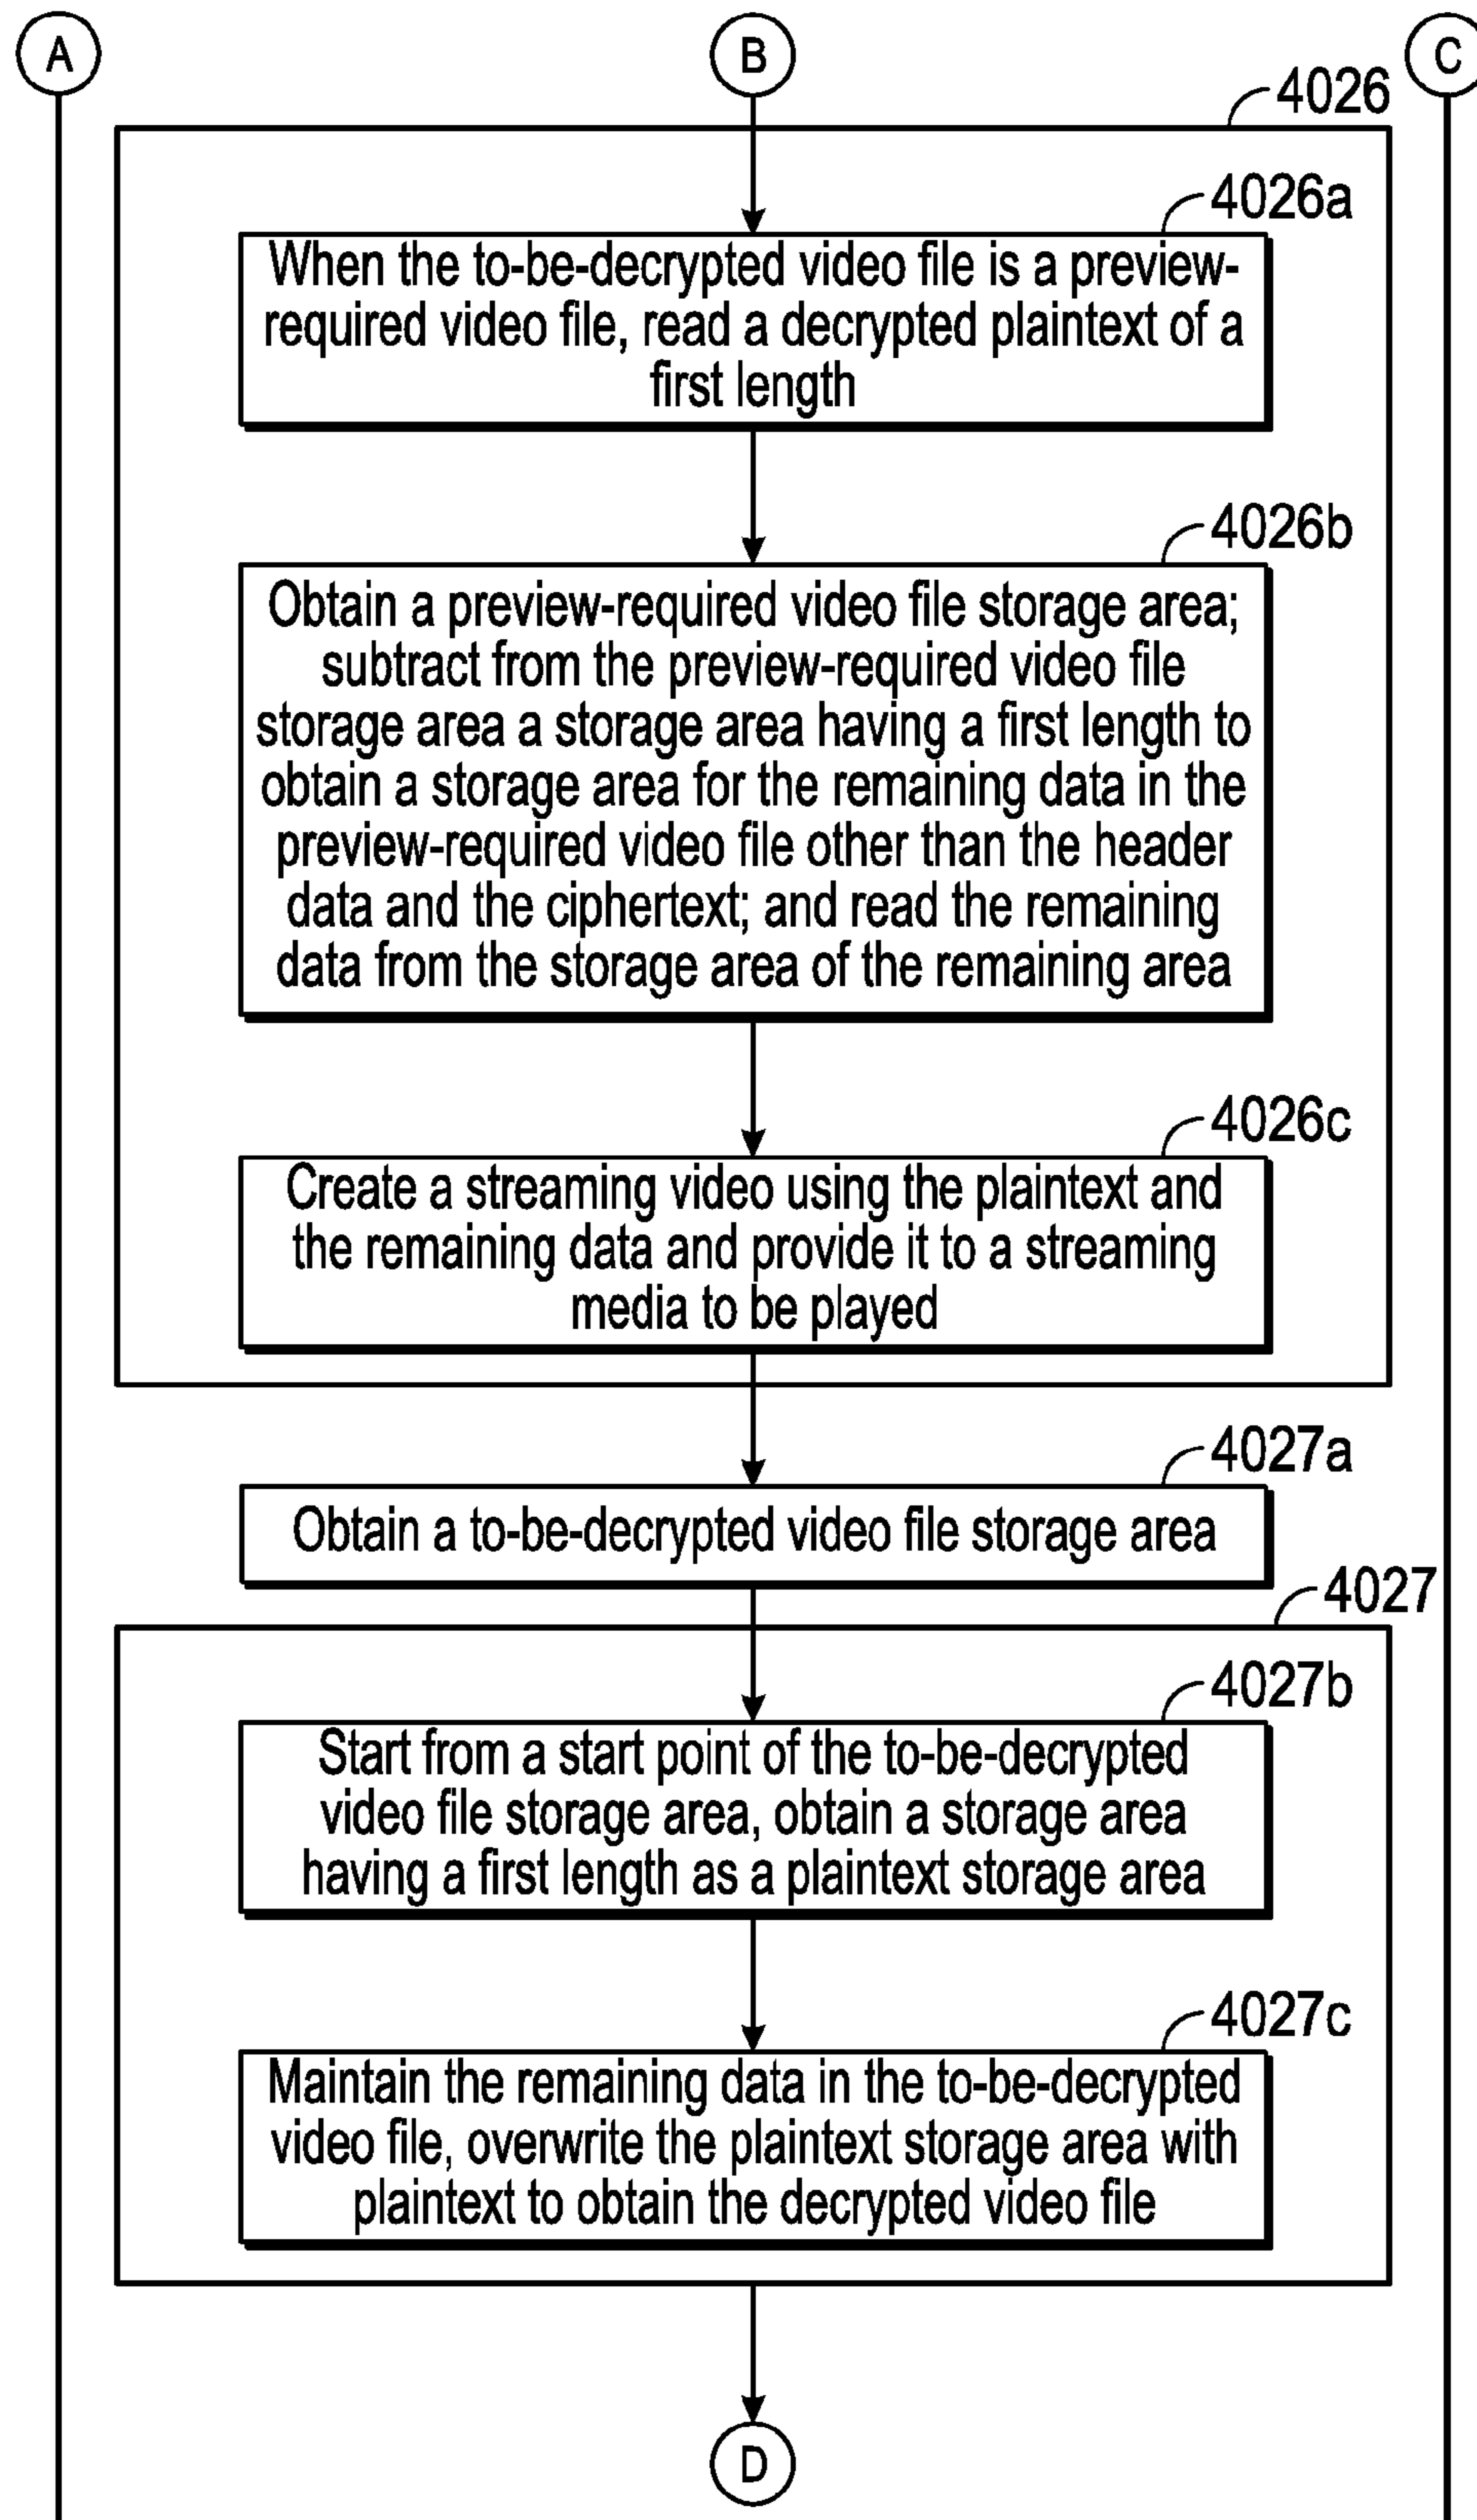 A
B
C
4026
4026a
When the to-be-decrypted video file is a preview-
required video file, read a decrypted plaintext of a
first length
4026b
Obtain a preview-required video file storage area;
subtract from the preview-required video file
storage area a storage area having a first length to
obtain a storage area for the remaining data in the
preview-required video file other than the header
data and the ciphertext; and read the remaining
data from the storage area of the remaining area
4026c
Create a streaming video using the plaintext and
the remaining data and provide it to a streaming
media to be played
4027a
Obtain a to-be-decrypted video file storage area
4027
4027b
Start from a start point of the to-be-decrypted
video file storage area, obtain a storage area
having a first length as a plaintext storage area
4027c
Maintain the remaining data in the to-be-decrypted
video file, overwrite the plaintext storage area with
plaintext to obtain the decrypted video file
D